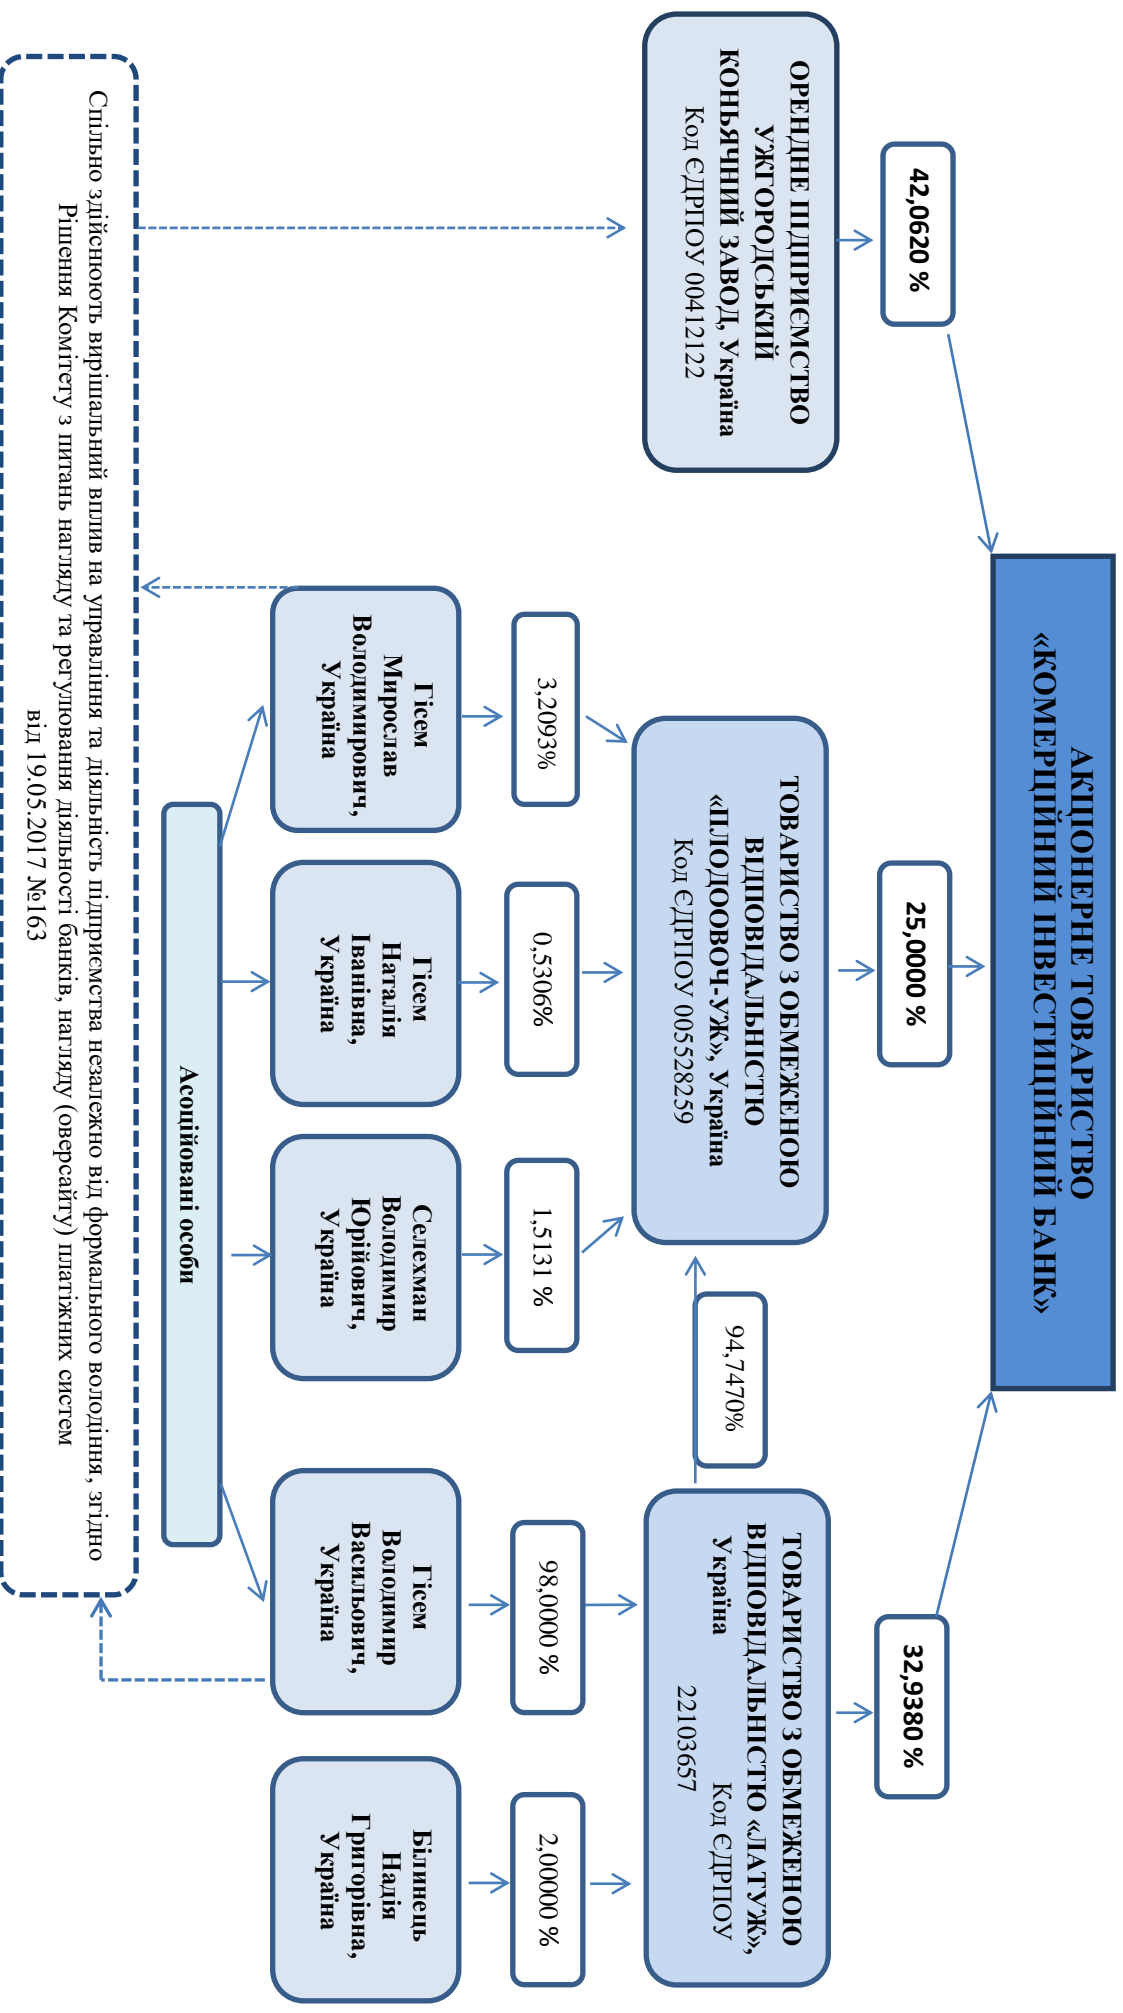 АКЦІОНЕРНЕ ТОВАРИСТВО
«КОМЕРЦІЙНИЙ ІНВЕСТИЦІЙНИЙ БАНК»
42,0620 %
25,0000 %
32,9380 %
ОРЕНДНЕ ПІДПРИЄМСТВО
УЖГОРОДСЬКИЙ
КОНЬЯЧНИЙ ЗАВОД, Україна
Код ЄДРПОУ 00412122
ТОВАРИСТВО З ОБМЕЖЕНОЮ
ВІДПОВІДАЛЬНІСТЮ
«ПЛОДООВОЧ-УЖ», Україна
Код ЄДРПОУ 005528259
94,7470%
ТОВАРИСТВО З ОБМЕЖЕНОЮ
ВІДПОВІДАЛЬНІСТЮ «ЛАТУЖ»,
Україна Код ЄДРПОУ
22103657
3,2093%
0,5306%
1,5131 %
98,0000 %
2,00000 %
Гісем
Мирослав
Володимирович,
Україна
Гісем
Наталія
Іванівна,
Україна
Селехман
Володимир
Юрійович,
Україна
Гісем
Володимир
Васильович,
Україна
Білинець
Надія
Григорівна,
Україна
Асоційовані особи
Спільно здійснюють вирішальний вплив на управління та діяльність підприємства незалежно від формального володіння, згідно
Рішення Комітету з питань нагляду та регулювання діяльності банків, нагляду (оверсайту) платіжних систем
від 19.05.2017 №163